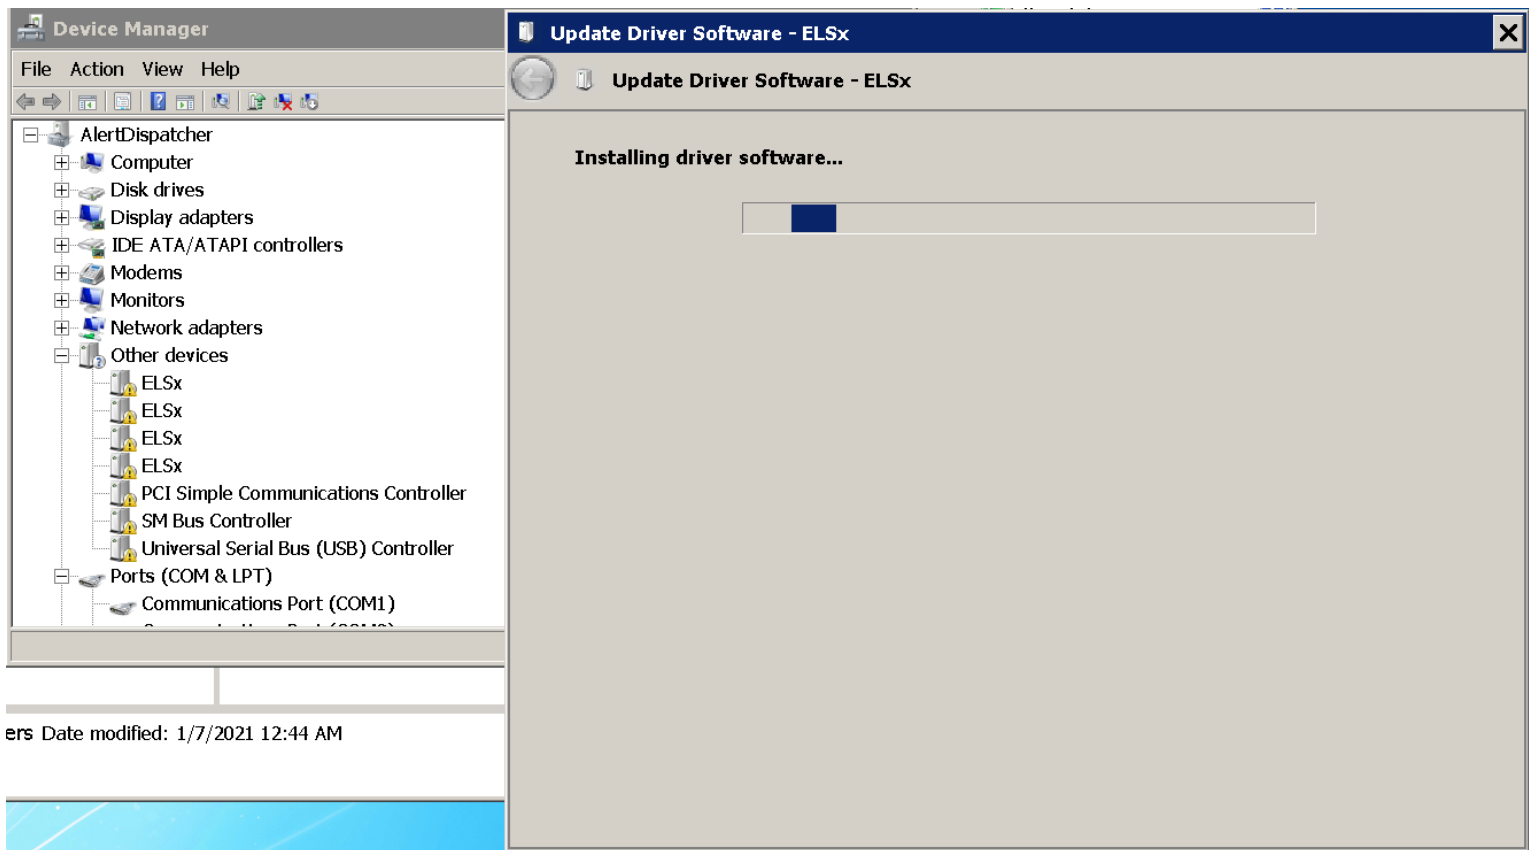 Device Manager
File Action View Help
AlertDispatcher
Computer
Disk drives
Display adapters
IDE ATA/ATAPI controllers
Modems
Monitors
Network adapters
Other devices
ELSx
ELSx
ELSx
ELSx
PCI Simple Communications Controller
SM Bus Controller
Universal Serial Bus (USB) Controller
Ports (COM & LPT)
Communications Port (COM1)
ers Date modified: 1/7/2021 12:44 AM
Update Driver Software - ELSx
Update Driver Software - ELSx
Installing driver software...